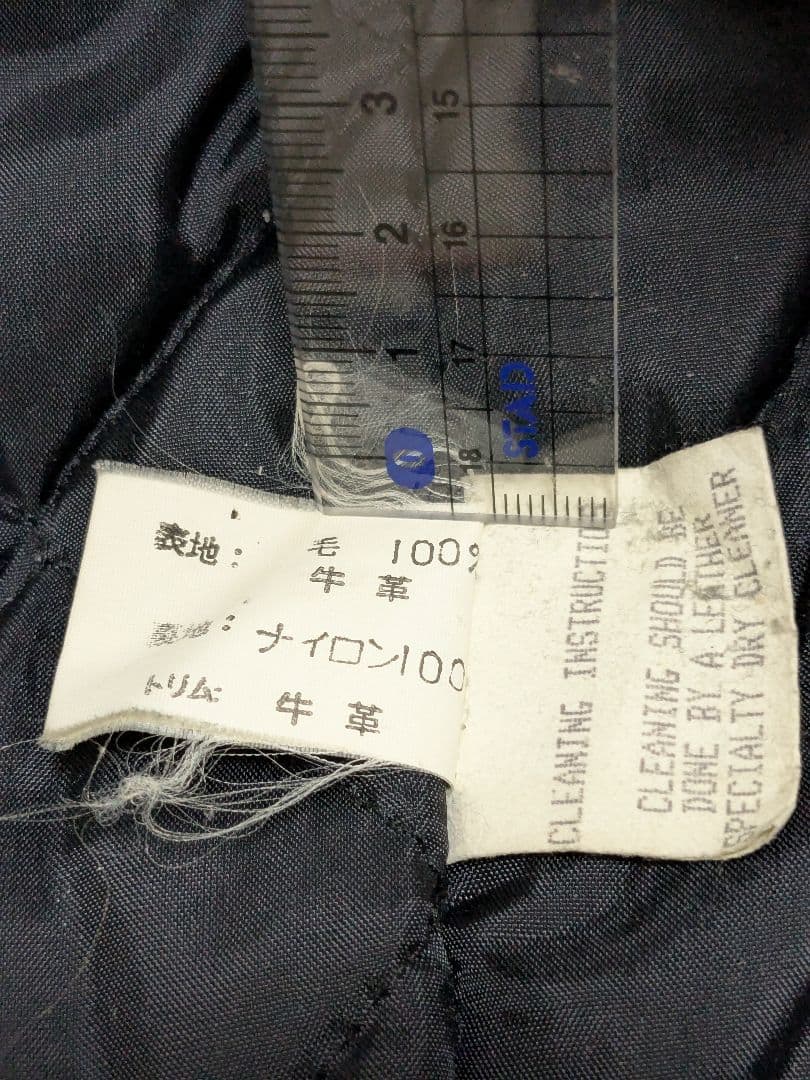 3 15
2 16
1 17
0 18
STAD
表地: 毛 100%
牛革
裏地: ナイロン100
トリム: 牛革
CLEANING INSTRUCTION
CLEANING SHOULD BE
DONE BY A LEATHER
SPECIALTY DRY CLEANER